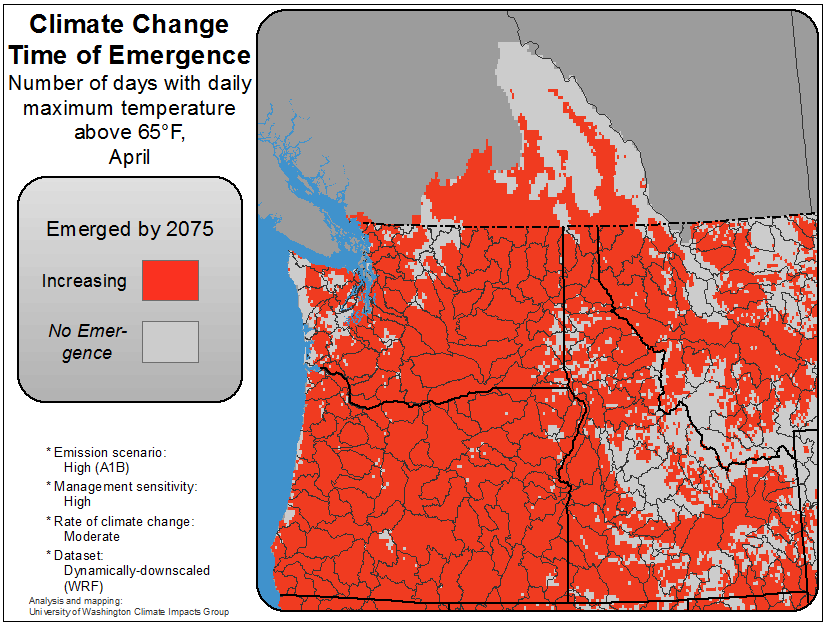 Climate Change
Time of Emergence
Number of days with daily
maximum temperature
above 65°F,
April
Emerged by 2075
Increasing
No Emer-
gence
* Emission scenario:
High (A1B)
* Management sensitivity:
High
* Rate of climate change:
Moderate
* Dataset:
Dynamically-downscaled
(WRF)
Analysis and mapping:
University of Washington Climate Impacts Group